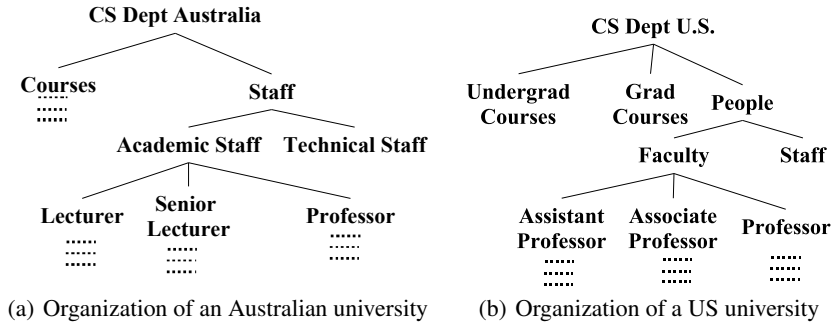 CS Dept Australia
Courses
Staff
Academic Staff
Technical Staff
Lecturer
Senior
Lecturer
Professor
(a) Organization of an Australian university
CS Dept U.S.
Undergrad
Courses
Grad
Courses
People
Faculty
Staff
Assistant
Professor
Associate
Professor
Professor
(b) Organization of a US university